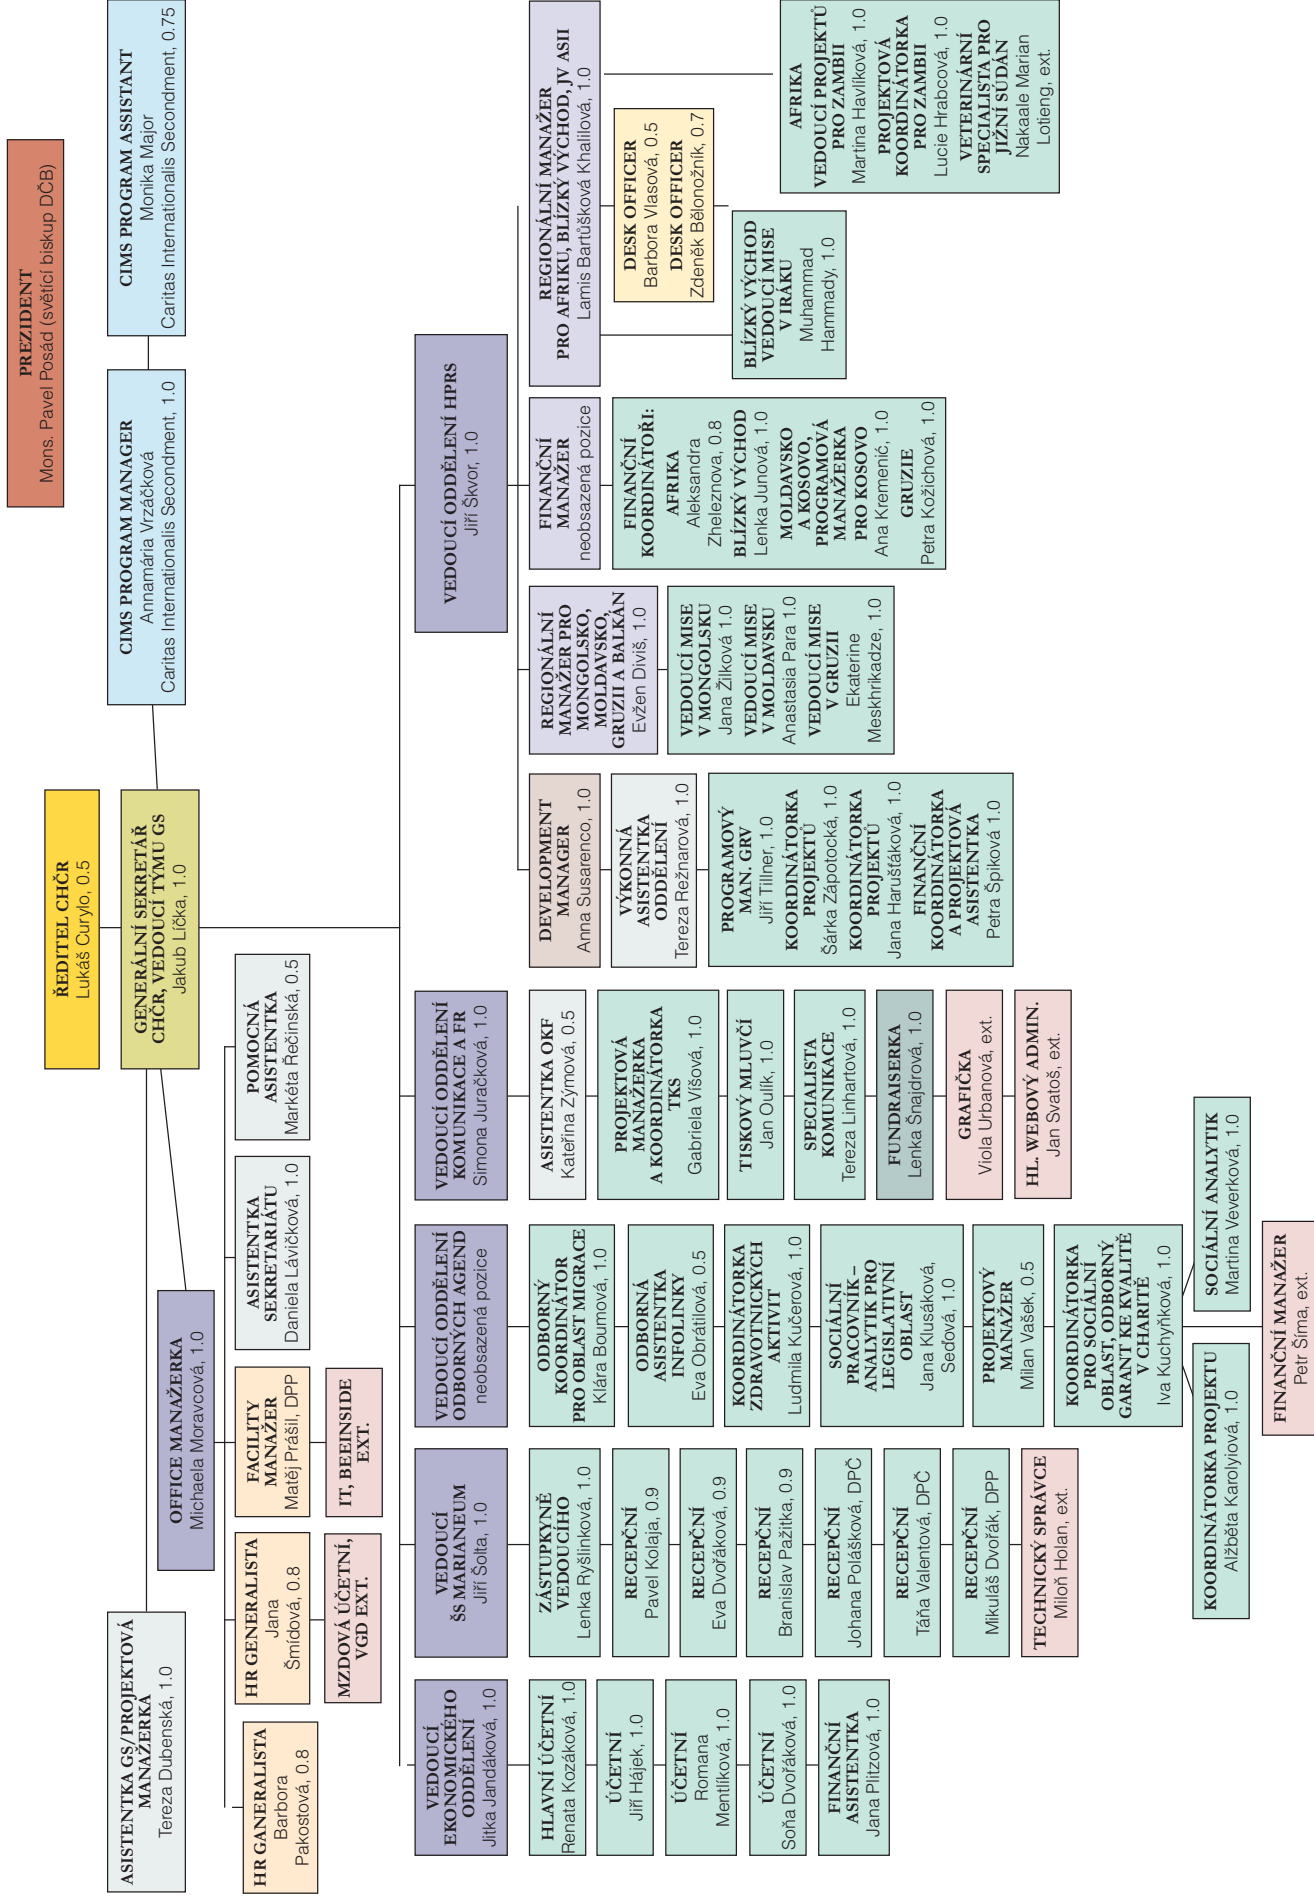 PREZIDENT
Mons. Pavel Posád (světící biskup DČB)
ŘEDITEL CHČR
Lukáš Curylo, 0.5
GENERÁLNÍ SEKRETÁŘ
CHČR, VEDOUCÍ TÝMU GS
Jakub Líčka, 1.0
CIMS PROGRAM MANAGER
Annamária Vrzáčková
Caritas Internationalis Secondment, 1.0
CIMS PROGRAM ASSISTANT
Monika Major
Caritas Internationalis Secondment, 0.75
ASISTENTKA GS/PROJEKTOVÁ
MANAŽERKA
Tereza Dubenská, 1.0
OFFICE MANAŽERKA
Michaela Moravcová, 1.0
HR GANERALISTA
Barbora
Pakostová, 0.8
HR GENERALISTA
Jana
Šmídová, 0.8
FACILITY
MANAŽER
Matěj Prášil, DPP
ASISTENTKA
SEKRETARIÁTU
Daniela Lávičková, 1.0
POMOCNÁ
ASISTENTKA
Markéta Řečinská, 0.5
MZDOVÁ ÚČETNÍ,
VGD EXT.
IT, BEEINSIDE
EXT.
VEDOUCÍ
EKONOMICKÉHO
ODDĚLENÍ
Jitka Jandáková, 1.0
HLAVNÍ ÚČETNÍ
Renata Kozáková, 1.0
ÚČETNÍ
Jiří Hájek, 1.0
ÚČETNÍ
Romana
Mentlíková, 1.0
ÚČETNÍ
Soňa Dvořáková, 1.0
FINANČNÍ
ASISTENTKA
Jana Plitzová, 1.0
VEDOUCÍ
ŠS MARIANEUM
Jiří Šolta, 1.0
ZÁSTUPKYNĚ
VEDOUCÍHO
Lenka Ryšlinková, 1.0
RECEPČNÍ
Pavel Kolaja, 0.9
RECEPČNÍ
Eva Dvořáková, 0.9
RECEPČNÍ
Branislav Pažitka, 0.9
RECEPČNÍ
Johana Polášková, DPČ
RECEPČNÍ
Táňa Valentová, DPČ
RECEPČNÍ
Mikuláš Dvořák, DPP
TECHNICKÝ SPRÁVCE
Miloň Holan, ext.
VEDOUCÍ ODDĚLENÍ
ODBORNÝCH AGEND
neobsazená pozice
ODBORNÝ
KOORDINÁTOR
PRO OBLAST MIGRACE
Klára Boumová, 1.0
ODBORNÁ
ASISTENTKA
INFOLINKY
Eva Obrátilová, 0.5
KOORDINÁTORKA
ZDRAVOTNICKÝCH
AKTIVIT
Ludmila Kučerová, 1.0
SOCIÁLNÍ
PRACOVNÍK –
ANALYTIK PRO
LEGISLATIVNÍ
OBLAST
Jana Klusáková,
Seďová, 1.0
PROJEKTOVÝ
MANAŽER
Milan Vašek, 0.5
KOORDINÁTORKA
PRO SOCIÁLNÍ
OBLAST, ODBORNÝ
GARANT KE KVALITĚ
V CHARITĚ
Iva Kuchyňková, 1.0
KOORDINÁTORKA PROJEKTU
Alžběta Karolyiová, 1.0
SOCIÁLNÍ ANALYTIK
Martina Veverková, 1.0
FINANČNÍ MANAŽER
Petr Šíma, ext.
VEDOUCÍ ODDĚLENÍ
KOMUNIKACE A FR
Simona Juračková, 1.0
ASISTENTKA OKF
Kateřina Zýmová, 0.5
PROJEKTOVÁ
MANAŽERKA
A KOORDINÁTORKA
TKS
Gabriela Víšová, 1.0
TISKOVÝ MLUVČÍ
Jan Oulík, 1.0
SPECIALISTA
KOMUNIKACE
Tereza Linhartová, 1.0
FUNDRAISERKA
Lenka Šnajdrová, 1.0
GRAFIČKA
Viola Urbanová, ext.
HL. WEBOVÝ ADMIN.
Jan Svatoš, ext.
VEDOUCÍ ODDĚLENÍ HPRS
Jiří Škvor, 1.0
DEVELOPMENT
MANAGER
Anna Susarenco, 1.0
VÝKONNÁ
ASISTENTKA
ODDĚLENÍ
Tereza Režnarová, 1.0
PROGRAMOVÝ
MAN. GRV
Jiří Tillner, 1.0
KOORDINÁTORKA
PROJEKTŮ
Šárka Zápotocká, 1.0
KOORDINÁTORKA
PROJEKTŮ
Jana Harušťáková, 1.0
FINANČNÍ
KOORDINÁTORKA
A PROJEKTOVÁ
ASISTENTKA
Petra Špiková 1.0
REGIONÁLNÍ
MANAŽER PRO
MONGOLSKO,
MOLDAVSKO,
GRUZII A BALKÁN
Evžen Diviš, 1.0
VEDOUCÍ MISE
V MONGOLSKU
Jana Žilková 1.0
VEDOUCÍ MISE
V MOLDAVSKU
Anastasia Para 1.0
VEDOUCÍ MISE
V GRUZII
Ekaterine
Meskhrikadze, 1.0
FINANČNÍ
MANAŽER
neobsazená pozice
FINANČNÍ
KOORDINÁTOŘI:
AFRIKA
Aleksandra
Zheleznova, 0.8
BLÍZKÝ VÝCHOD
Lenka Junová, 1.0
MOLDAVSKO
A KOSOVO,
PROGRAMOVÁ
MANAŽERKA
PRO KOSOVO
Ana Kremenić, 1.0
GRUZIE
Petra Kožichová, 1.0
REGIONÁLNÍ MANAŽER
PRO AFRIKU, BLÍZKÝ VÝCHOD, JV ASII
Lamis Bartůšková Khalilová, 1.0
DESK OFFICER
Barbora Vlasová, 0.5
DESK OFFICER
Zdeněk Bělonožník, 0.7
BLÍZKÝ VÝCHOD
VEDOUCÍ MISE
V IRÁKU
Muhammad
Hammady, 1.0
AFRIKA
VEDOUCÍ PROJEKTŮ
PRO ZAMBII
Martina Havlíková, 1.0
PROJEKTOVÁ
KOORDINÁTORKA
PRO ZAMBII
Lucie Hrabcová, 1.0
VETERINÁRNÍ
SPECIALISTA PRO
JIŽNÍ SÚDÁN
Nakaale Marian
Lotieng, ext.